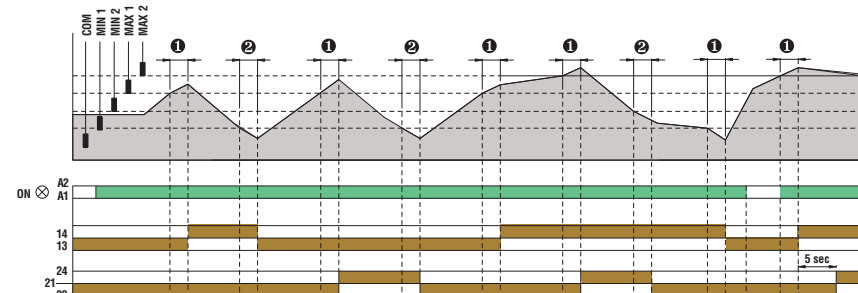 COM
MIN 1
MIN 2
MAX 1
MAX 2
❶ ❷ ❶ ❷ ❶ ❶ ❷ ❶ ❶
A2
ON ⊗ A1
14
13
5 sec
24
21